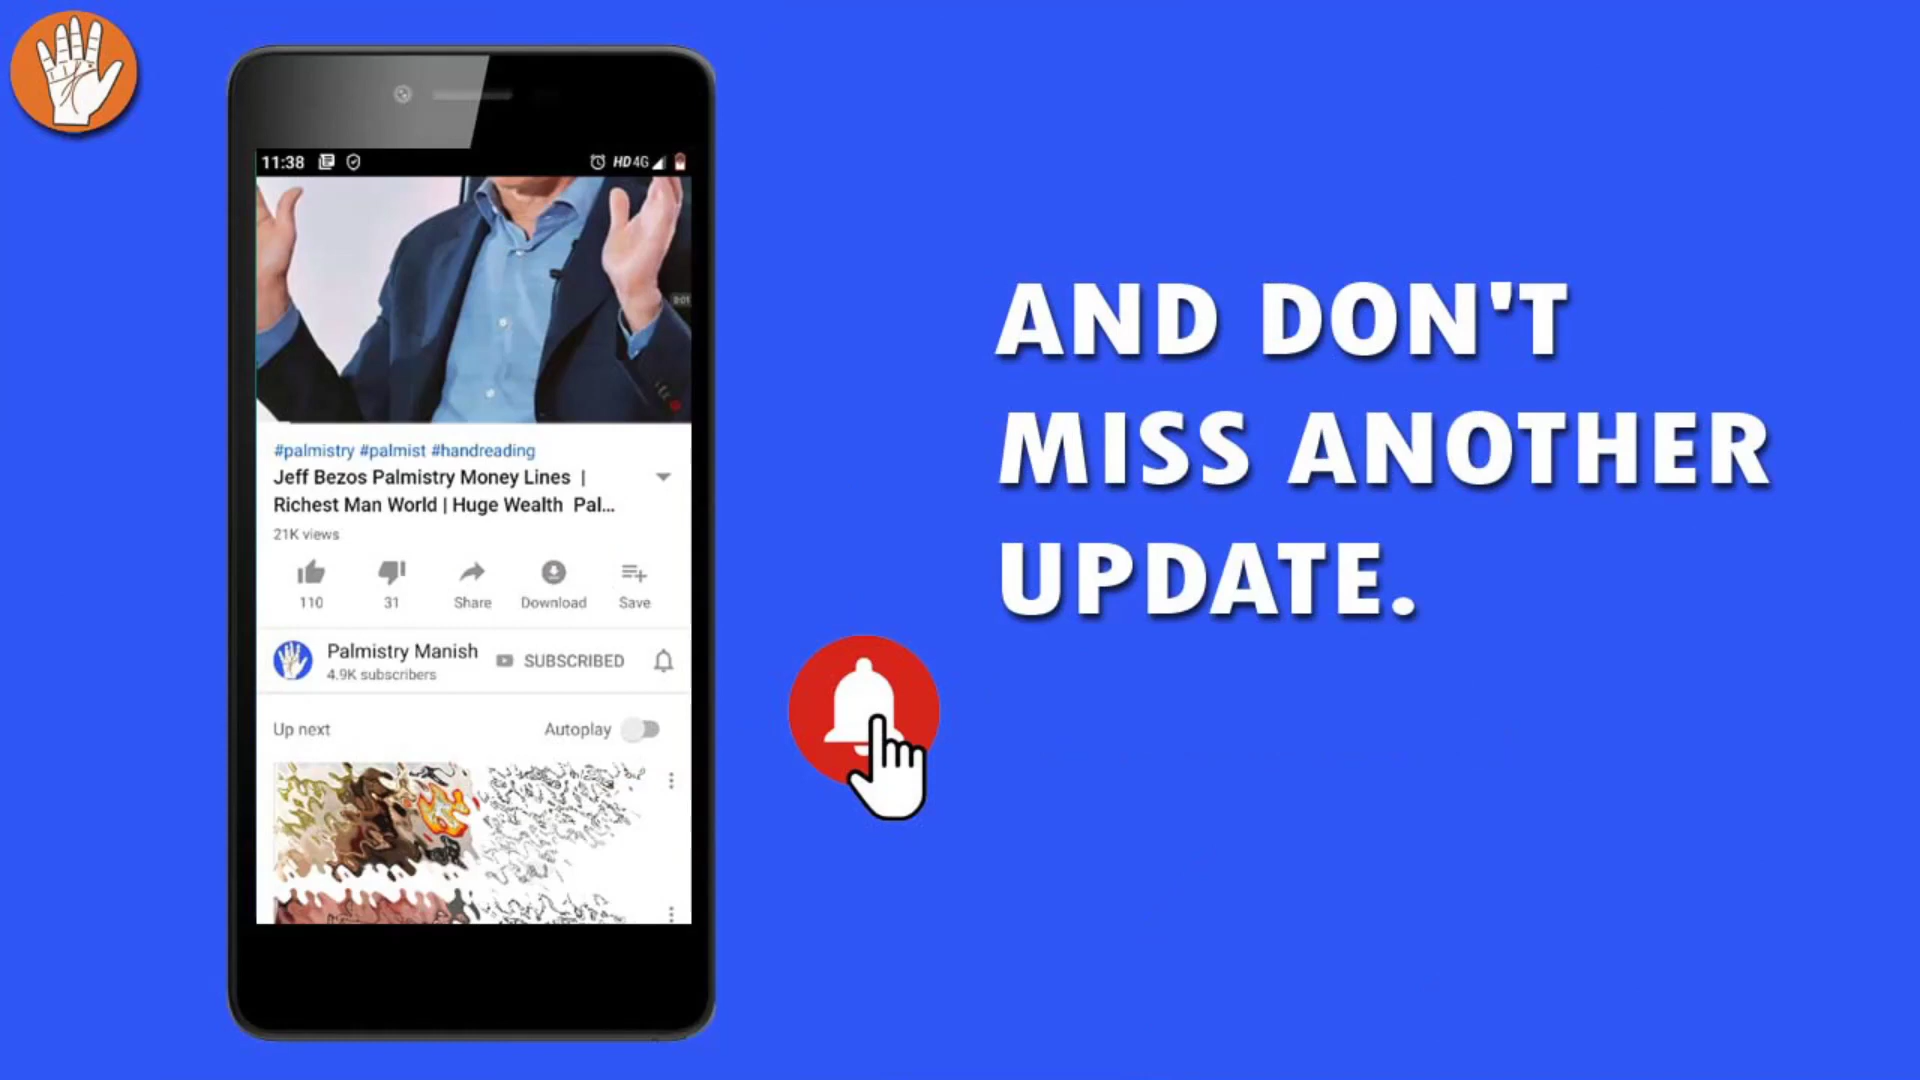 11:38
HD 4G
0:01
#palmistry #palmist #handreading
Jeff Bezos Palmistry Money Lines |
Richest Man World | Huge Wealth Pal...
21K views
110 31 Share Download Save
Palmistry Manish
SUBSCRIBED
4.9K subscribers
Up next Autoplay
AND DON'T
MISS ANOTHER
UPDATE.